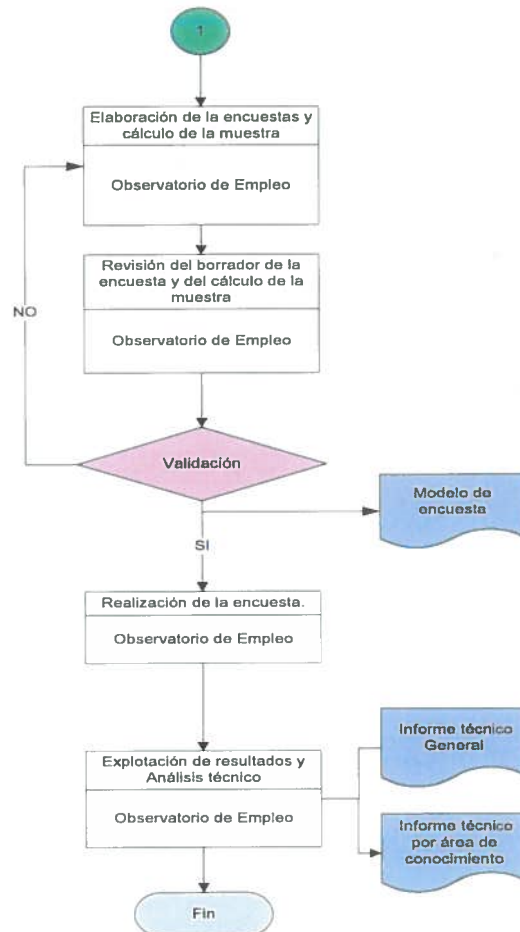 1
Elaboración de la encuestas y
cálculo de la muestra
Observatorio de Empleo
Revisión del borrador de la
encuesta y del cálculo de la
muestra
Observatorio de Empleo
NO
Validación
Modelo de
encuesta
SI
Realización de la encuesta.
Observatorio de Empleo
Informe técnico
General
Explotación de resultados y
Análisis técnico
Observatorio de Empleo
Informe técnico
por área de
conocimiento
Fin